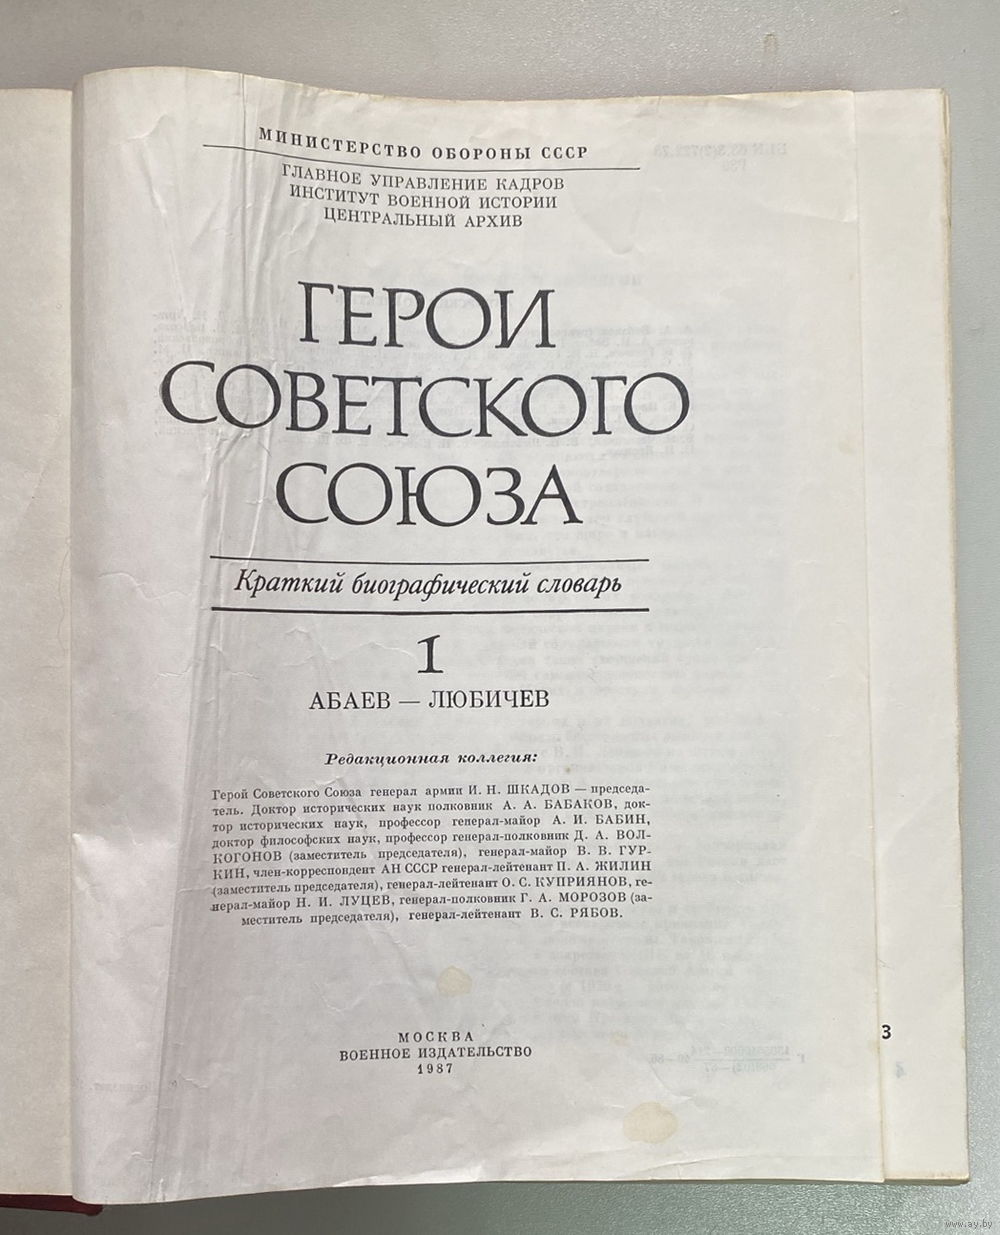 МИНИСТЕРСТВО ОБОРОНЫ СССР
ГЛАВНОЕ УПРАВЛЕНИЕ КАДРОВ
ИНСТИТУТ ВОЕННОЙ ИСТОРИИ
ЦЕНТРАЛЬНЫЙ АРХИВ
ГЕРОИ
СОВЕТСКОГО
СОЮЗА
Краткий биографический словарь
1
АБАЕВ — ЛЮБИЧЕВ
Редакционная коллегия:
Герой Советского Союза генерал армии И. Н. ШКАДОВ — председа-
тель. Доктор исторических наук полковник А. А. БАБАКОВ, док-
тор исторических наук, профессор генерал-майор А. И. БАБИН,
доктор философских наук, профессор генерал-полковник Д. А. ВОЛ-
КОГОНОВ (заместитель председателя), генерал-майор В. В. ГУР-
КИН, член-корреспондент АН СССР генерал-лейтенант П. А. ЖИЛИН
(заместитель председателя), генерал-лейтенант О. С. КУПРИЯНОВ, ге-
нерал-майор Н. И. ЛУЦЕВ, генерал-полковник Г. А. МОРОЗОВ (за-
меститель председателя), генерал-лейтенант В. С. РЯБОВ.
МОСКВА
ВОЕННОЕ ИЗДАТЕЛЬСТВО
1987
3
www.ay.by